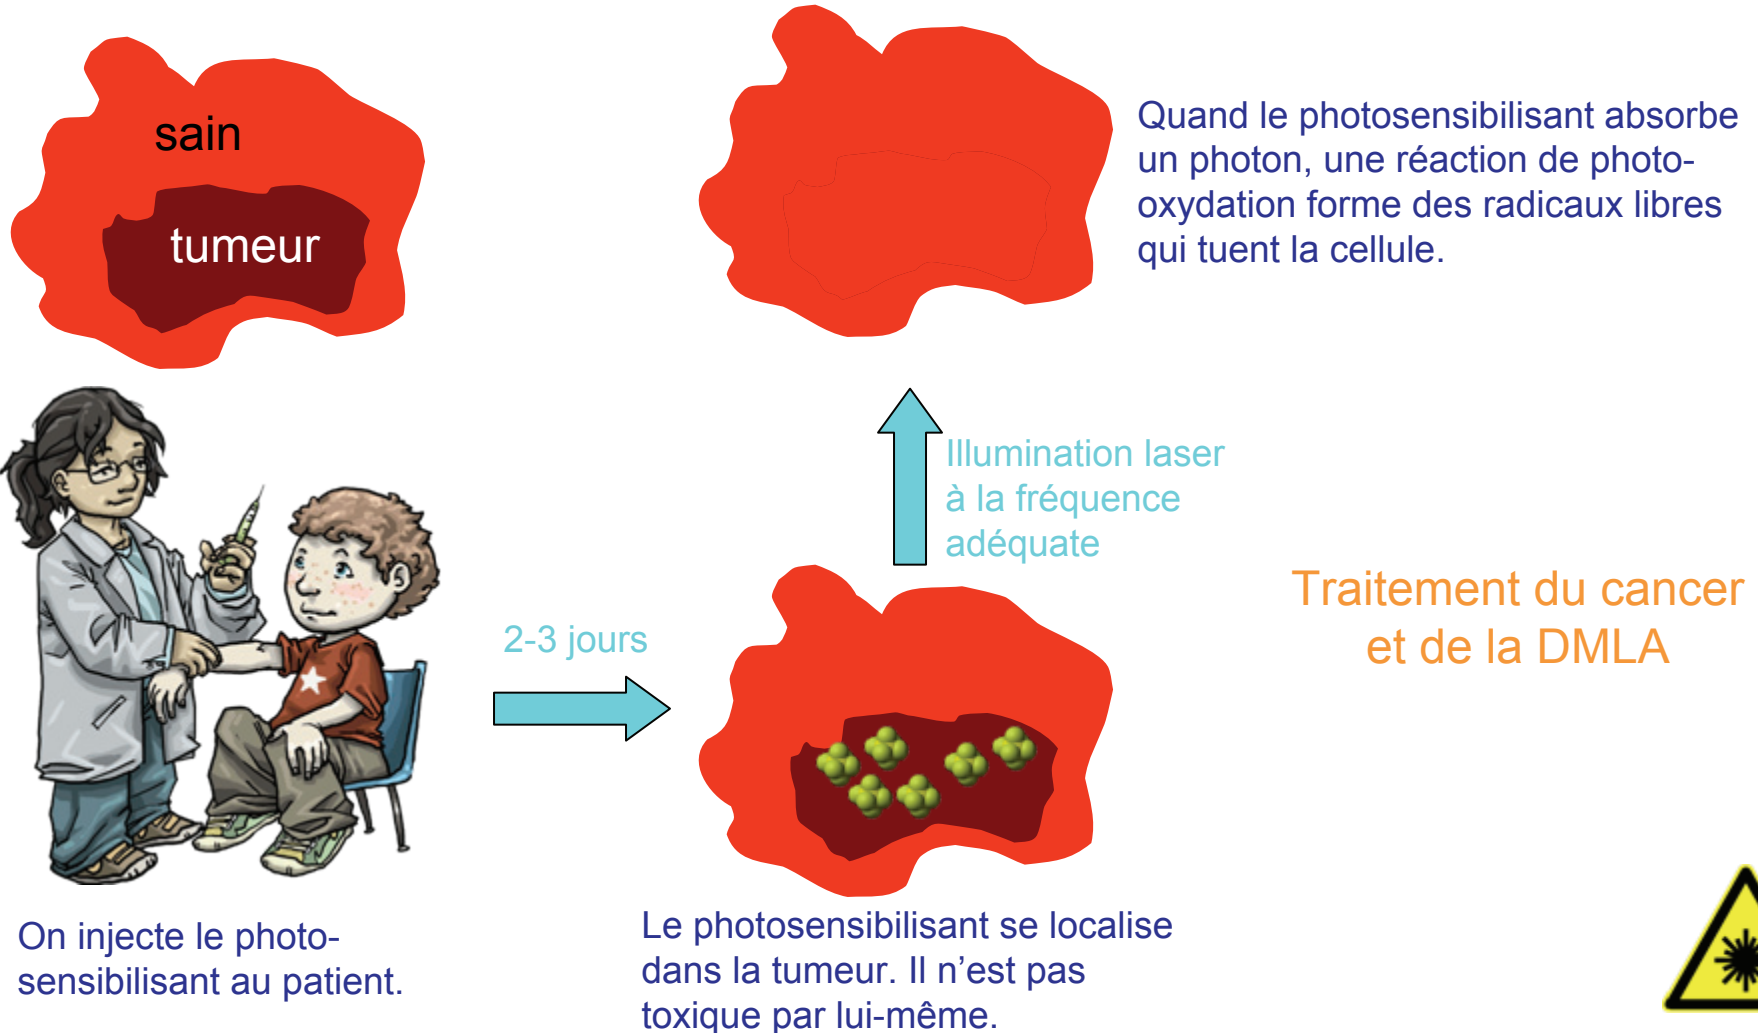 sain
tumeur
Quand le photosensibilisant absorbe
un photon, une réaction de photo-
oxydation forme des radicaux libres
qui tuent la cellule.
Illumination laser
à la fréquence
adéquate
2-3 jours
Traitement du cancer
et de la DMLA
On injecte le photo-
sensibilisant au patient.
Le photosensibilisant se localise
dans la tumeur. Il n’est pas
toxique par lui-même.